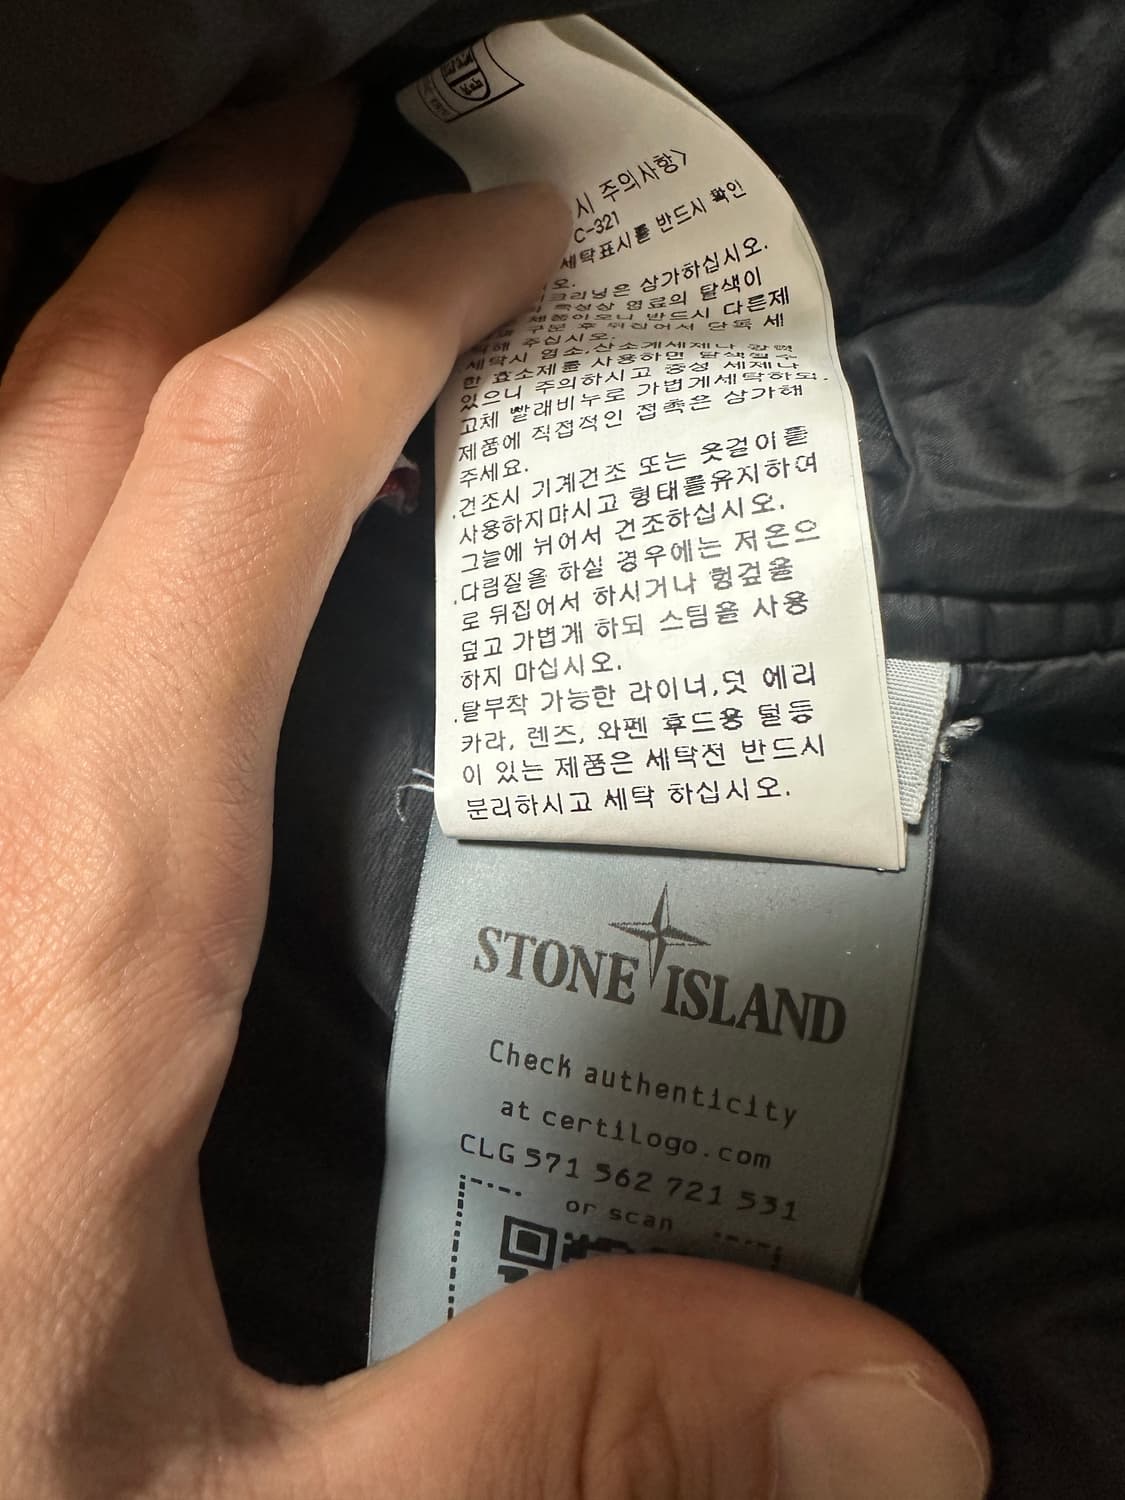 시 주의사항>
C-321
세탁표시를 반드시 확인
오.
크리닝은 삼가하십시오.
특성상 염료의 탈색이
반드시 다른제
구분 후 뒤집어서 단독 세
탁해 주십시오.
세탁시 염소,산소계세제나 강력
한 효소제를 사용하면 탈색될수
있으니 주의하시고 중성 세제나
고체 빨래비누로 가볍게세탁하되.
제품에 직접적인 접촉은 삼가해
주세요.
.건조시 기계건조 또는 옷걸이를
사용하지마시고 형태를유지하여
그늘에 뉘어서 건조하십시오.
.다림질을 하실 경우에는 저온으
로 뒤집어서 하시거나 헝겊을
덮고 가볍게 하되 스팀을 사용
하지 마십시오.
.탈부착 가능한 라이너,덧 에리
카라, 렌즈, 와펜 후드용 털등
이 있는 제품은 세탁전 반드시
분리하시고 세탁 하십시오.
STONE ISLAND
Check authenticity
at certilogo.com
CLG 571 562 721 531
or scan